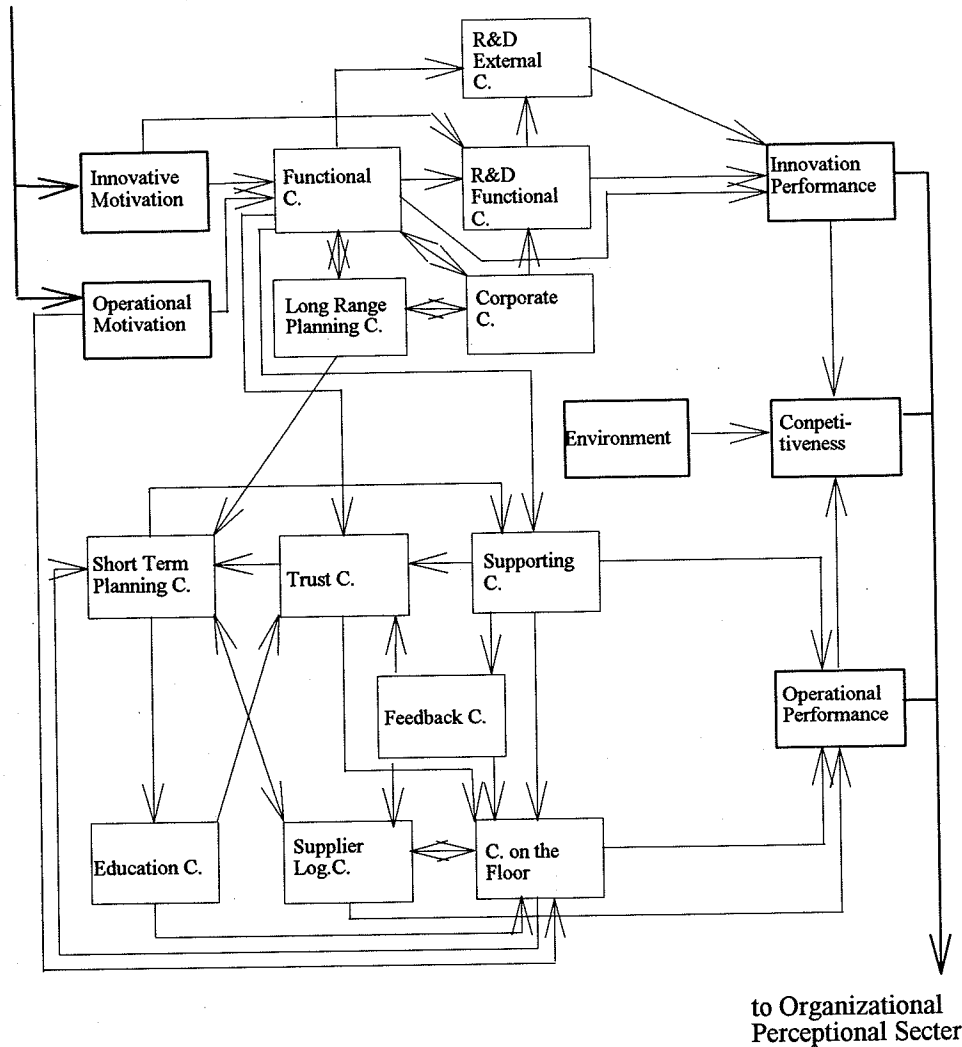 R&D
External
C.
Innovative
Motivation
Functional
C.
R&D
Functional
C.
Innovation
Performance
Operational
Motivation
Long Range
Planning C.
Corporate
C.
Environment
Conpeti-
tiveness
Short Term
Planning C.
Trust C.
Supporting
C.
Feedback C.
Operational
Performance
Education C.
Supplier
Log.C.
C. on the
Floor
to Organizational
Perceptional Secter